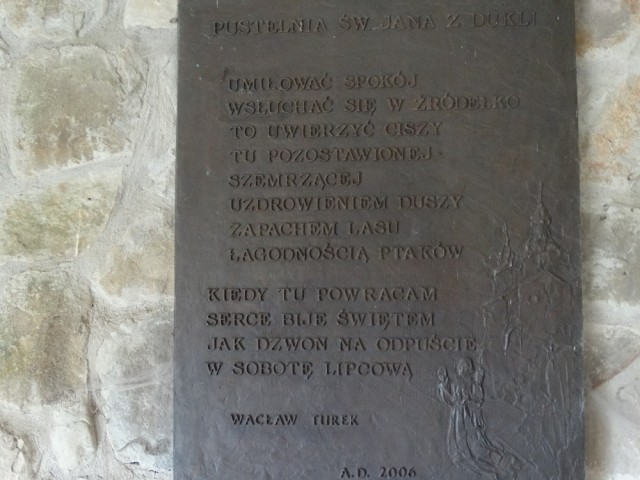 PUSTELNIA ŚW. JANA Z DUKLI
UMIŁOWAĆ SPOKÓJ
WSŁUCHAĆ SIĘ W ŹRÓDEŁKO
TO UWIERZYĆ CISZY
TU POZOSTAWIONEJ -
SZEMRZĄCEJ
UZDROWIENIEM DUSZY
ZAPACHEM LASU
ŁAGODNOŚCIĄ PTAKÓW
KIEDY TU POWRACAM
SERCE BIJE ŚWIĘTEM
JAK DZWON NA ODPUŚCIE
W SOBOTĘ LIPCOWĄ
WACŁAW TUREK
A.D. 2006